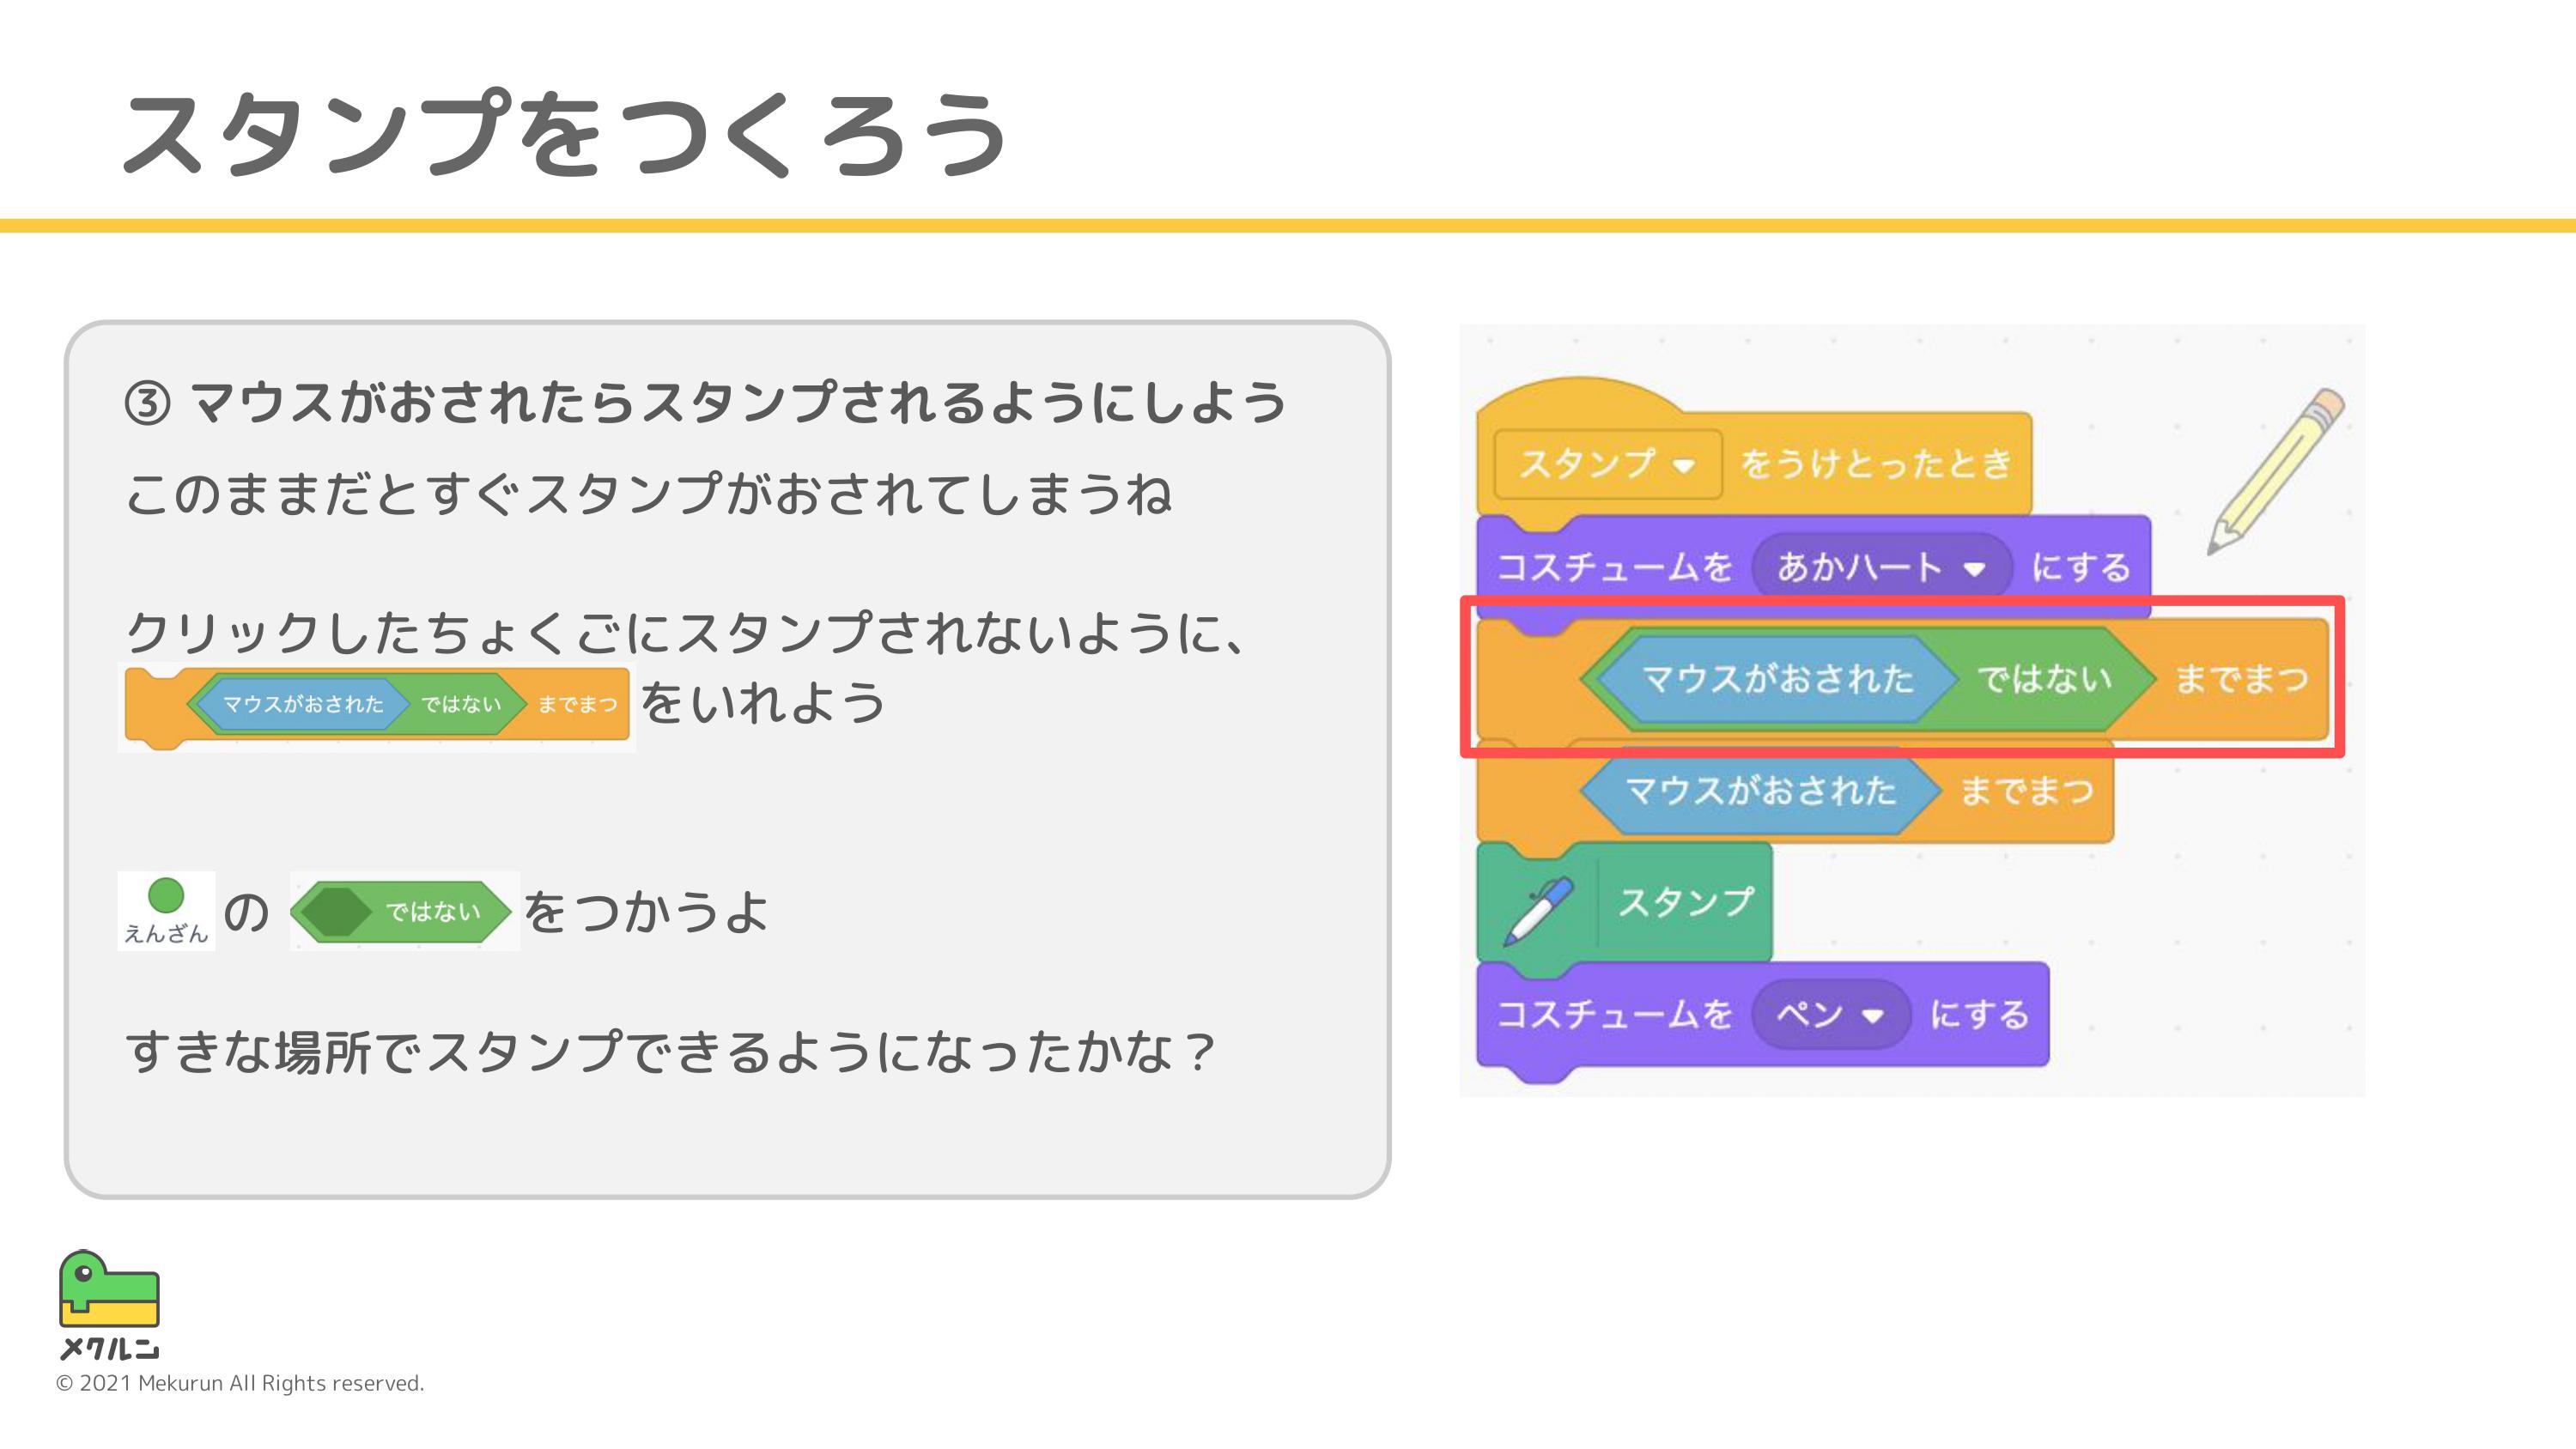 スタンプをつくろう
③ マウスがおされたらスタンプされるようにしよう
このままだとすぐスタンプがおされてしまうね
クリックしたちょくごにスタンプされないように、
マウスがおされた ではない までまつ をいれよう
えんざん の ではない をつかうよ
すきな場所でスタンプできるようになったかな？
スタンプ をうけとったとき
コスチュームを あかハート にする
マウスがおされた ではない までまつ
マウスがおされた までまつ
スタンプ
コスチュームを ペン にする
メクルン
© 2021 Mekurun All Rights reserved.